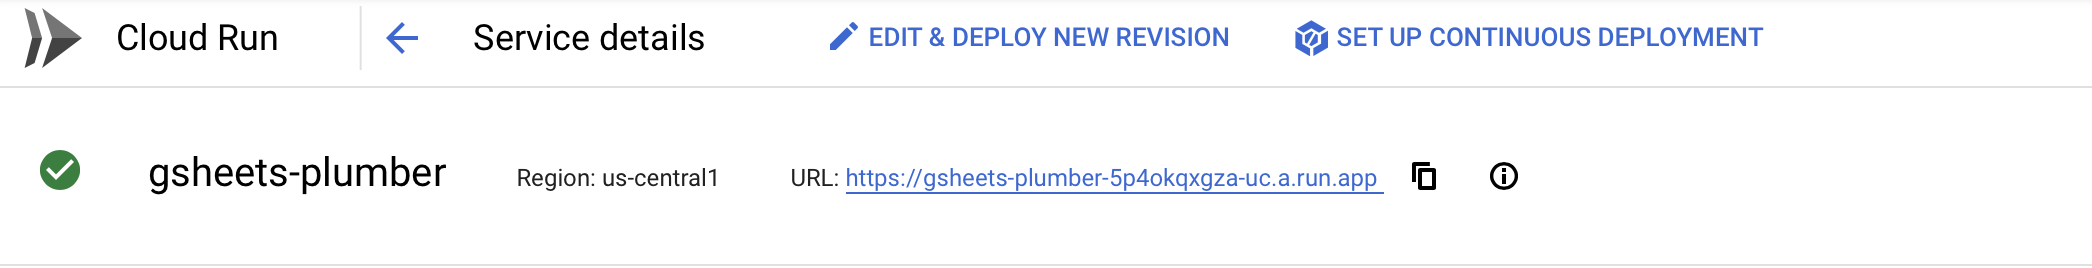 Cloud Run Service details EDIT & DEPLOY NEW REVISION SET UP CONTINUOUS DEPLOYMENT
gsheets-plumber Region: us-central1 URL: https://gsheets-plumber-5p4okqxgza-uc.a.run.app